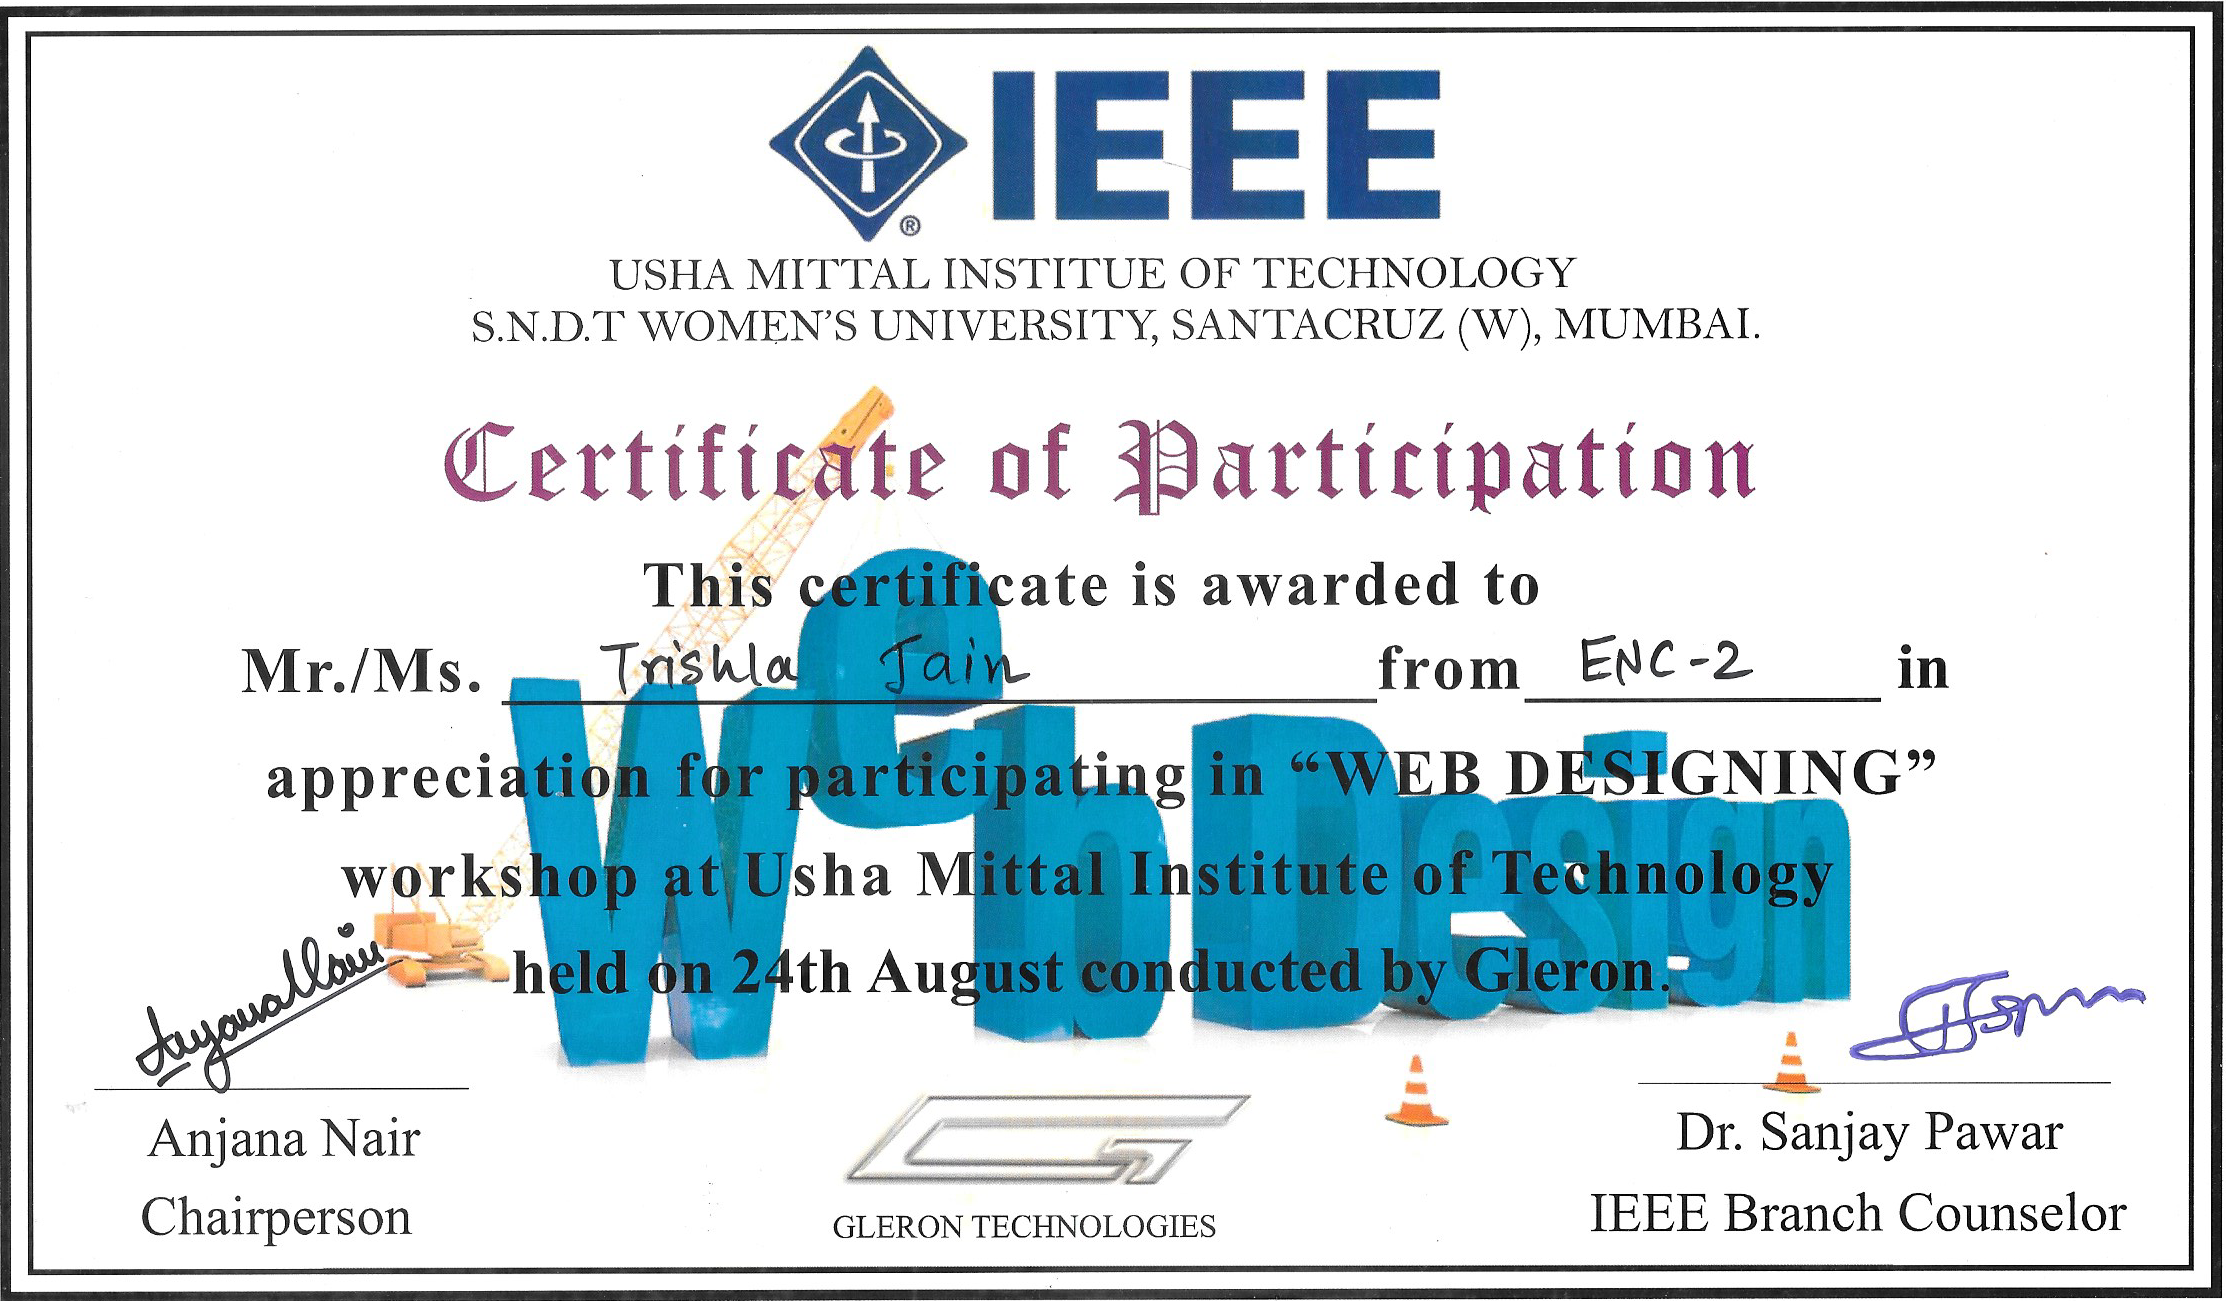 IEEE
®
USHA MITTAL INSTITUE OF TECHNOLOGY
S.N.D.T WOMEN'S UNIVERSITY, SANTACRUZ (W), MUMBAI.
Certificate of Participation
This certificate is awarded to
Mr./Ms. Trishla Jain from ENC-2 in
appreciation for participating in “WEB DESIGNING”
workshop at Usha Mittal Institute of Technology
held on 24th August conducted by Gleron.
Web Design
Anjana Nair
Anjana Nair
Chairperson
GLERON TECHNOLOGIES
Dr. Sanjay Pawar
IEEE Branch Counselor